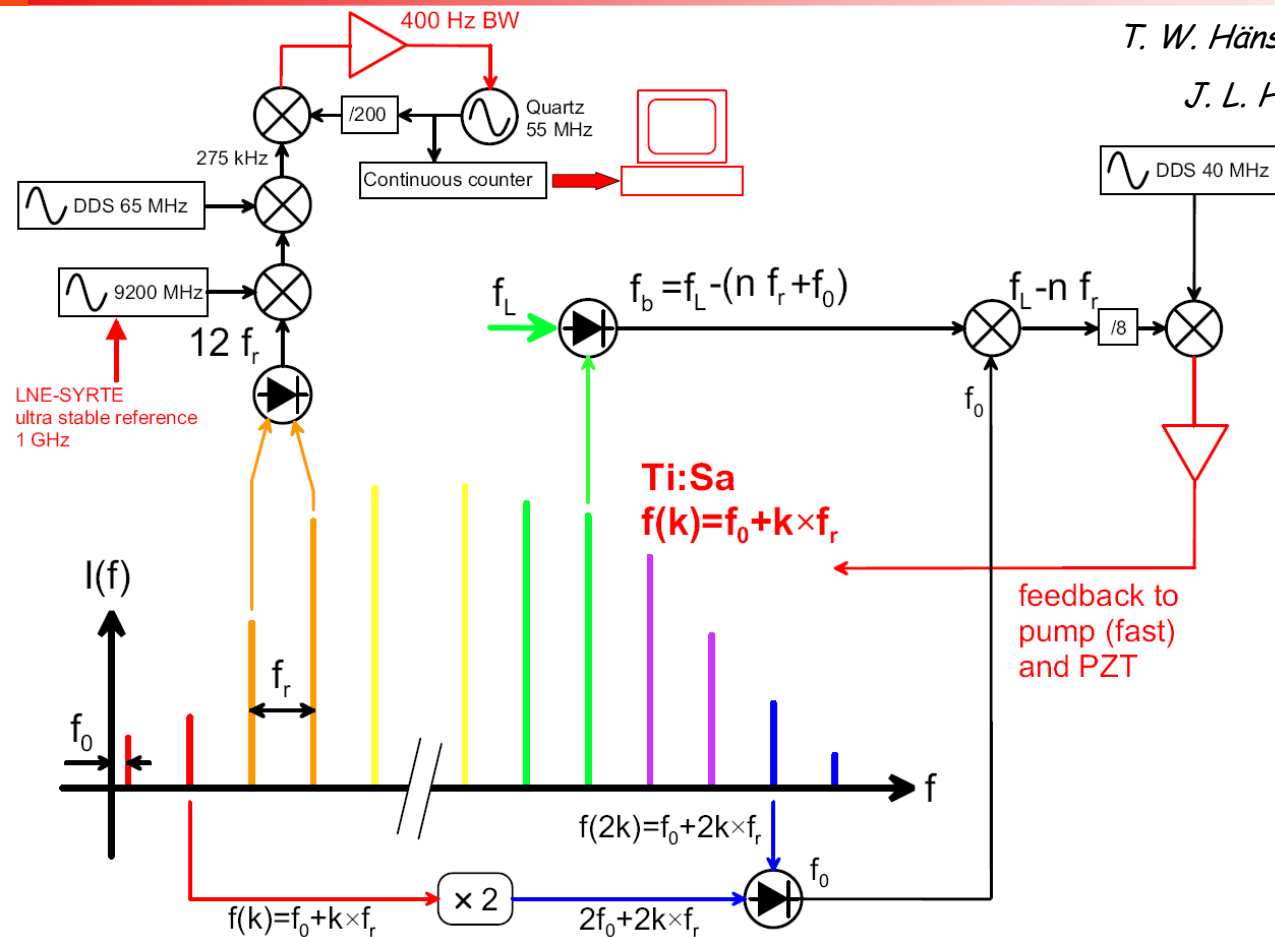 T. W. Häns
J. L. H
400 Hz BW
/200
Quartz
55 MHz
275 kHz
Continuous counter
DDS 65 MHz
DDS 40 MHz
9200 MHz
12 fr
LNE-SYRTE
ultra stable reference
1 GHz
fL
fb =fL-(n fr+f0)
fL-n fr
/8
f0
Ti:Sa
f(k)=f0+k×fr
feedback to
pump (fast)
and PZT
I(f)
fr
f0
f
f(2k)=f0+2k×fr
f(k)=f0+k×fr
× 2
2f0+2k×fr
f0